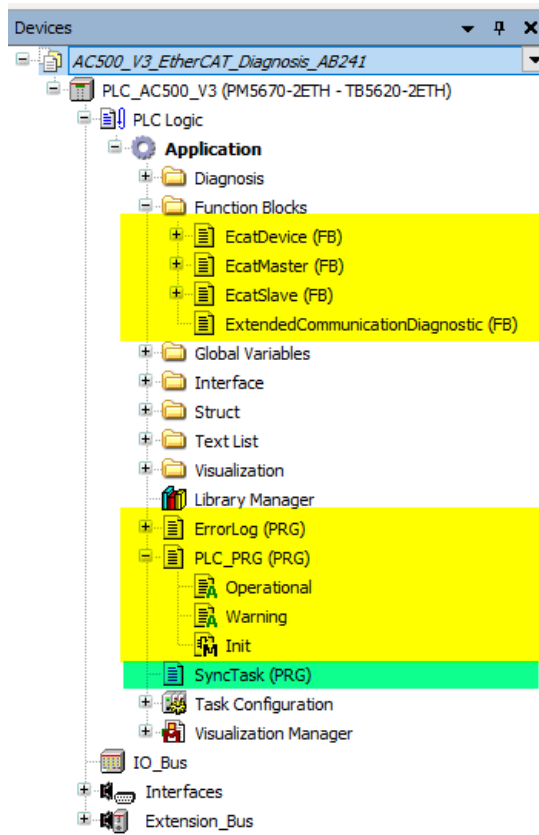 Devices
AC500_V3_EtherCAT_Diagnosis_AB241
PLC_AC500_V3 (PM5670-2ETH - TB5620-2ETH)
PLC Logic
Application
Diagnosis
Function Blocks
EcatDevice (FB)
EcatMaster (FB)
EcatSlave (FB)
ExtendedCommunicationDiagnostic (FB)
Global Variables
Interface
Struct
Text List
Visualization
Library Manager
ErrorLog (PRG)
PLC_PRG (PRG)
Operational
Warning
Init
SyncTask (PRG)
Task Configuration
Visualization Manager
IO_Bus
Interfaces
Extension_Bus